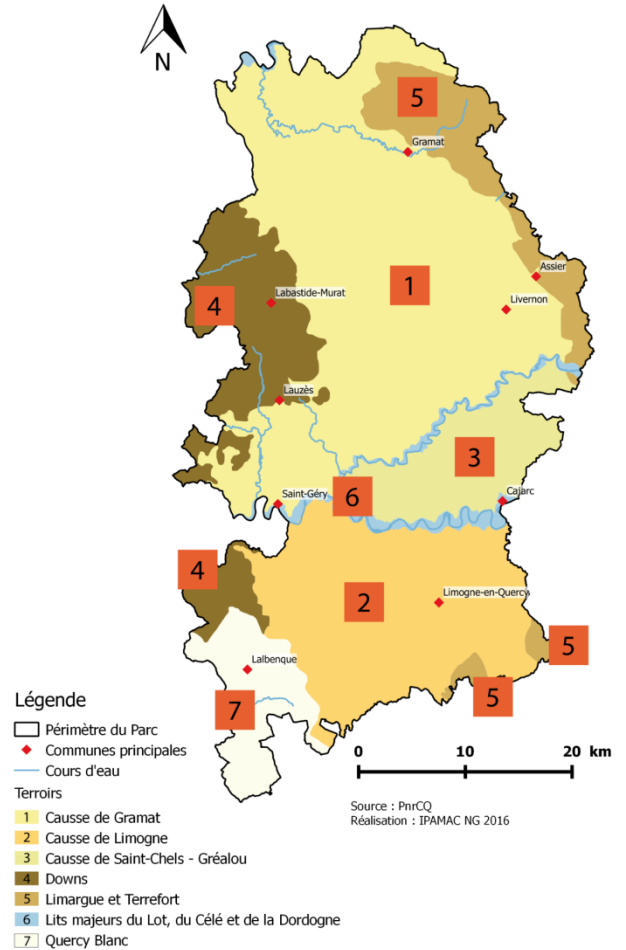 N
5
Gramat
Assier
1
Livernon
4
Labastide-Murat
Lauzès
3
Saint-Géry
6
Cajarc
4
2
Limogne-en-Quercy
5
Lalbenque
5
7
Légende
Périmètre du Parc
Communes principales
Cours d'eau
0 10 20 km
Terroirs
Source : PnrCQ
Réalisation : IPAMAC NG 2016
1 Causse de Gramat
2 Causse de Limogne
3 Causse de Saint-Chels - Gréalou
4 Downs
5 Limargue et Terrefort
6 Lits majeurs du Lot, du Célé et de la Dordogne
7 Quercy Blanc